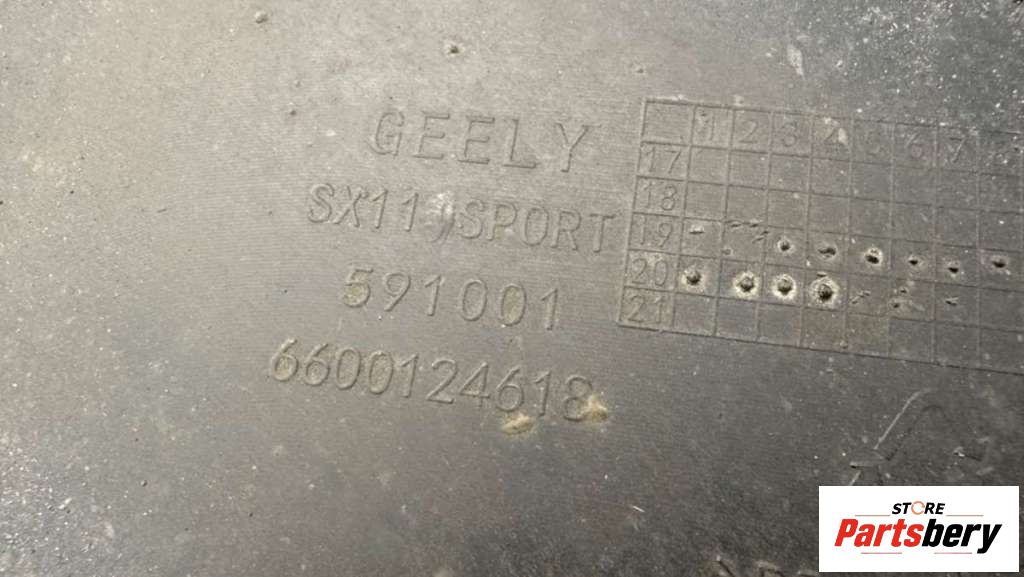 GEELY
SX11 SPORT
591001
6600124618
1 2 3 4 5 6 7
17
18
19
20
21
STORE
Partsbery